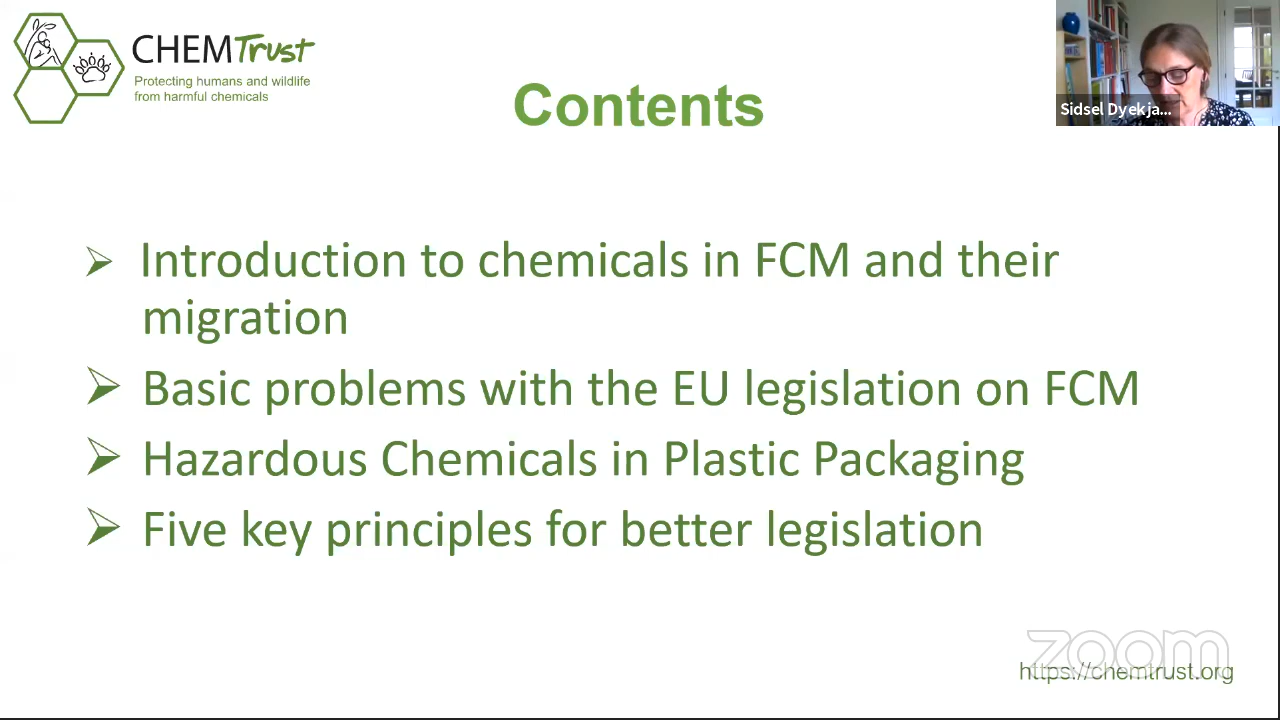 CHEMTrust
Protecting humans and wildlife
from harmful chemicals
Contents
Sidsel Dyekja...
Introduction to chemicals in FCM and their
migration
Basic problems with the EU legislation on FCM
Hazardous Chemicals in Plastic Packaging
Five key principles for better legislation
zoom
https://chemtrust.org